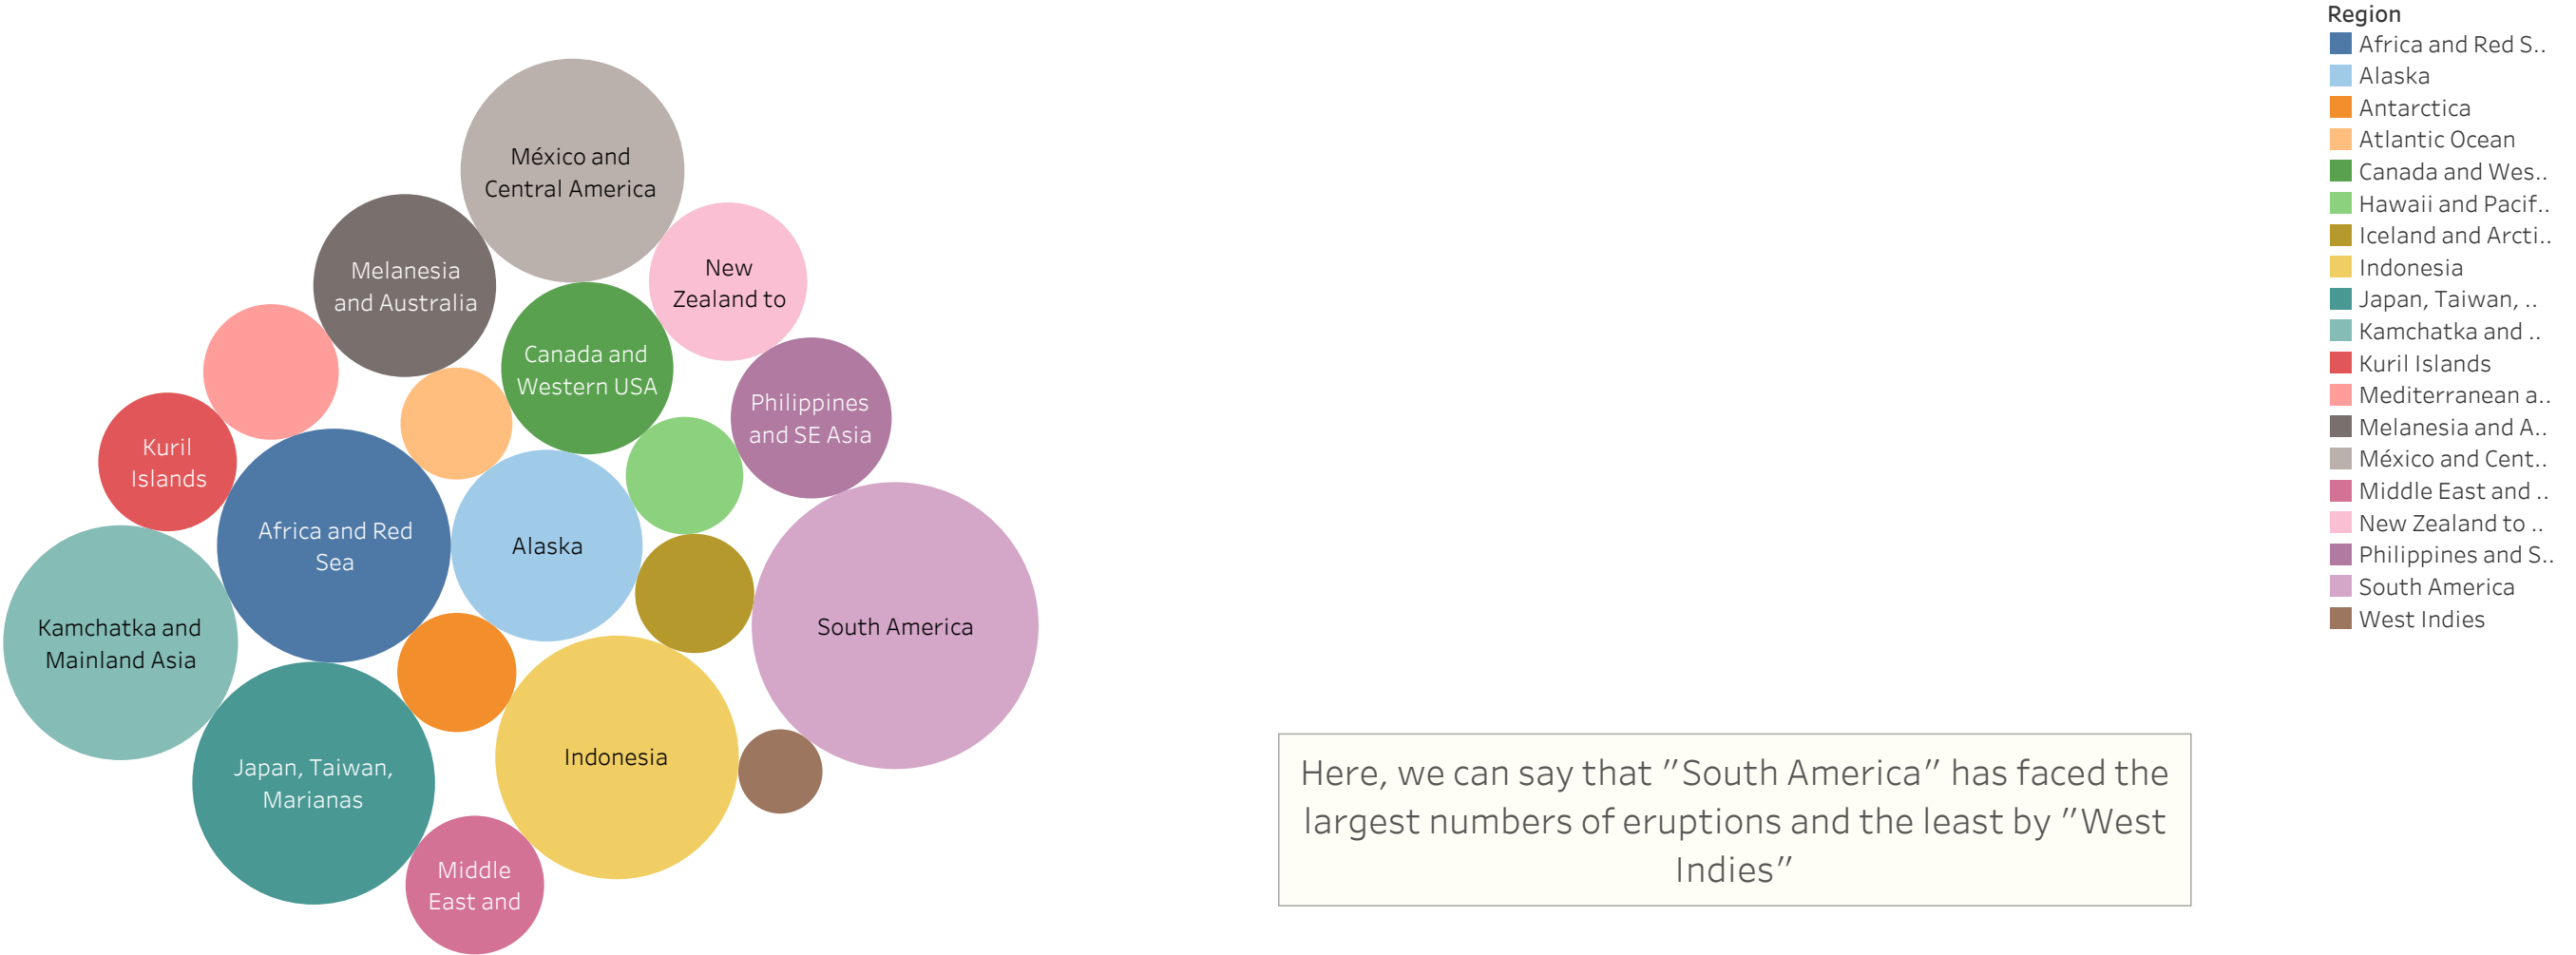 México and
Central America
Melanesia
and Australia
New
Zealand to
Canada and
Western USA
Philippines
and SE Asia
Kuril
Islands
Africa and Red
Sea
Alaska
Kamchatka and
Mainland Asia
South America
Japan, Taiwan,
Marianas
Indonesia
Middle
East and
Here, we can say that "South America" has faced the
largest numbers of eruptions and the least by "West
Indies"
Region
Africa and Red S..
Alaska
Antarctica
Atlantic Ocean
Canada and Wes..
Hawaii and Pacif..
Iceland and Arcti..
Indonesia
Japan, Taiwan, ..
Kamchatka and ..
Kuril Islands
Mediterranean a..
Melanesia and A..
México and Cent..
Middle East and ..
New Zealand to ..
Philippines and S..
South America
West Indies